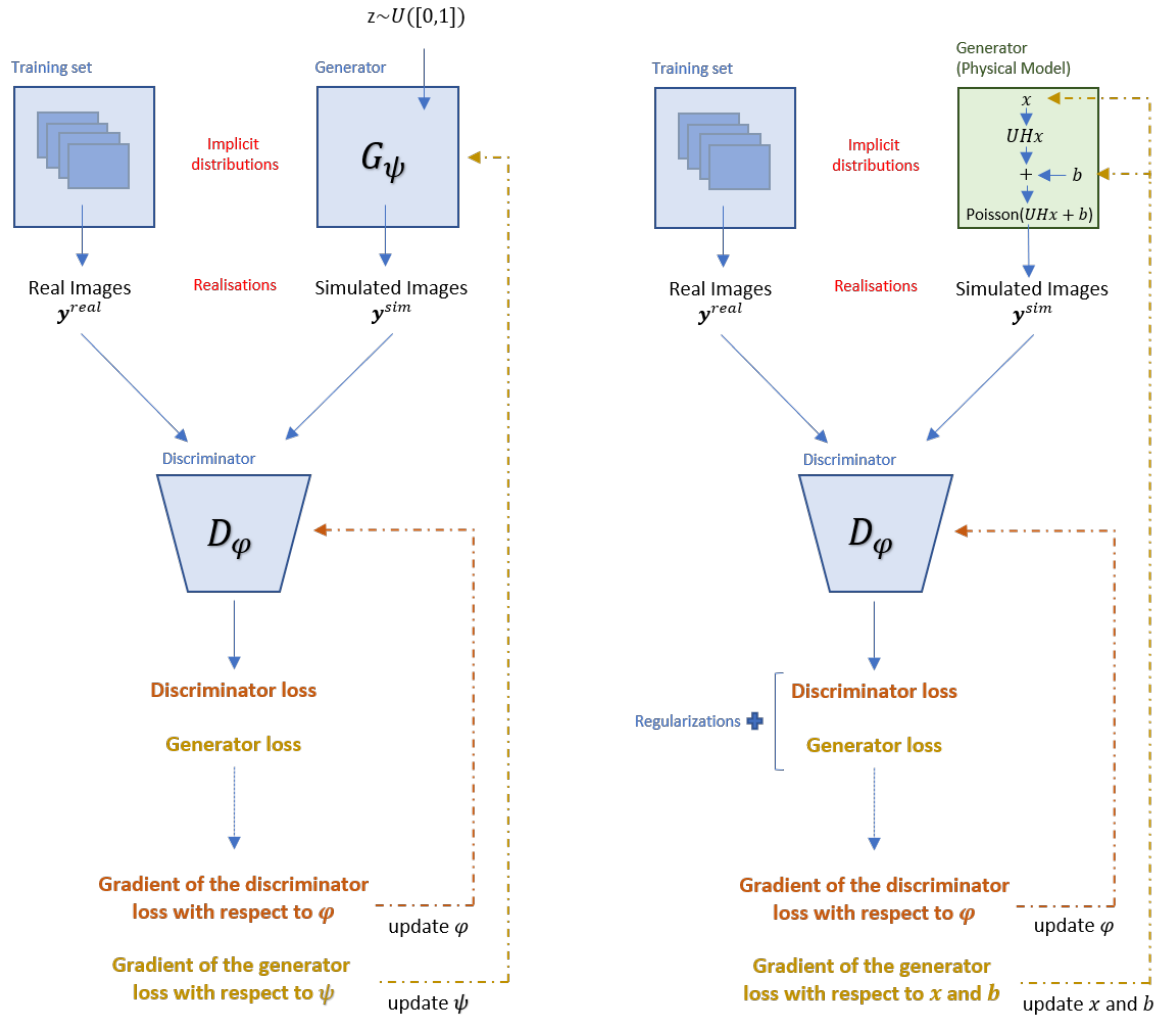 z~U([0,1])
Training set
Generator
G_ψ
Implicit
distributions
Real Images
y^real
Realisations
Simulated Images
y^sim
Discriminator
D_φ
Discriminator loss
Generator loss
Gradient of the discriminator
loss with respect to φ
update φ
Gradient of the generator
loss with respect to ψ
update ψ
Training set
Generator
(Physical Model)
x
UHx
+ b
Poisson(UHx + b)
Implicit
distributions
Real Images
y^real
Realisations
Simulated Images
y^sim
Discriminator
D_φ
Regularizations
Discriminator loss
Generator loss
Gradient of the discriminator
loss with respect to φ
update φ
Gradient of the generator
loss with respect to x and b
update x and b